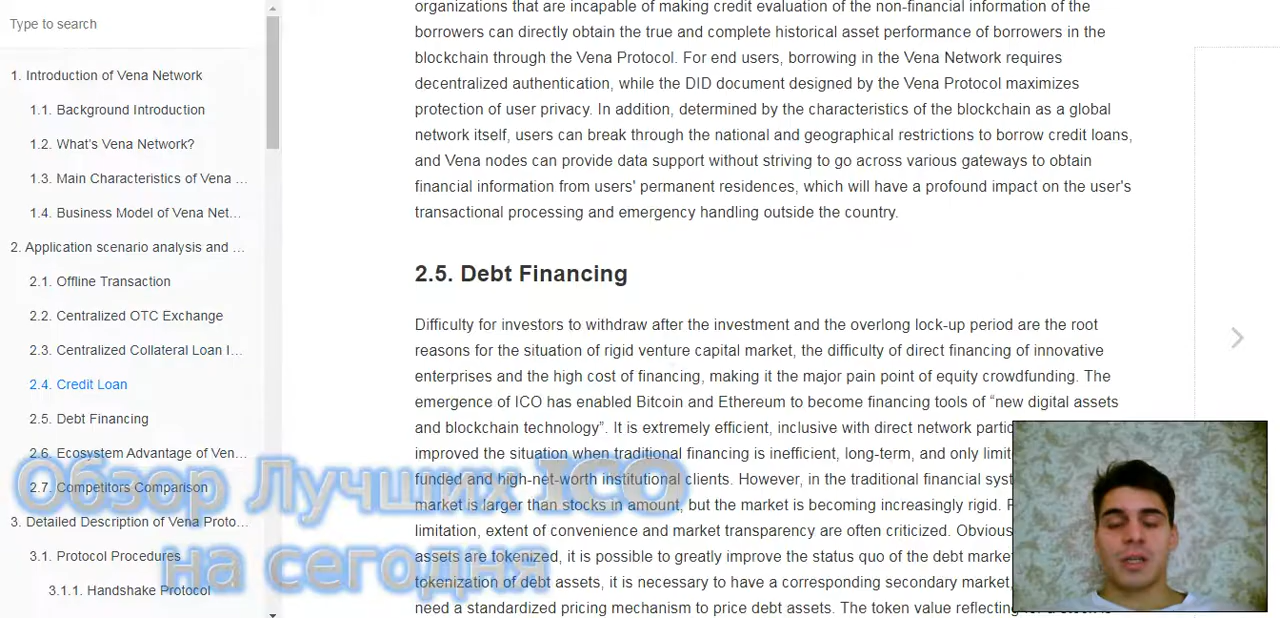 Type to search
1. Introduction of Vena Network
1.1. Background Introduction
1.2. What's Vena Network?
1.3. Main Characteristics of Vena ...
1.4. Business Model of Vena Net...
2. Application scenario analysis and ...
2.1. Offline Transaction
2.2. Centralized OTC Exchange
2.3. Centralized Collateral Loan I...
2.4. Credit Loan
2.5. Debt Financing
2.6. Ecosystem Advantage of Ven...
2.7. Competitors Comparison
3. Detailed Description of Vena Proto...
3.1. Protocol Procedures
3.1.1. Handshake Protocol
organizations that are incapable of making credit evaluation of the non-financial information of the
borrowers can directly obtain the true and complete historical asset performance of borrowers in the
blockchain through the Vena Protocol. For end users, borrowing in the Vena Network requires
decentralized authentication, while the DID document designed by the Vena Protocol maximizes
protection of user privacy. In addition, determined by the characteristics of the blockchain as a global
network itself, users can break through the national and geographical restrictions to borrow credit loans,
and Vena nodes can provide data support without striving to go across various gateways to obtain
financial information from users' permanent residences, which will have a profound impact on the user's
transactional processing and emergency handling outside the country.
2.5. Debt Financing
Difficulty for investors to withdraw after the investment and the overlong lock-up period are the root
reasons for the situation of rigid venture capital market, the difficulty of direct financing of innovative
enterprises and the high cost of financing, making it the major pain point of equity crowdfunding. The
emergence of ICO has enabled Bitcoin and Ethereum to become financing tools of “new digital assets
and blockchain technology”. It is extremely efficient, inclusive with direct network
improved the situation when traditional financing is inefficient, long-term, and only
funded and high-net-worth institutional clients. However, in the traditional financial
market is larger than stocks in amount, but the market is becoming increasingly rigid.
limitation, extent of convenience and market transparency are often criticized.
assets are tokenized, it is possible to greatly improve the status quo of the debt
tokenization of debt assets, it is necessary to have a corresponding secondary market,
need a standardized pricing mechanism to price debt assets. The token value reflecting
Обзор Лучших ICO
на сегодня